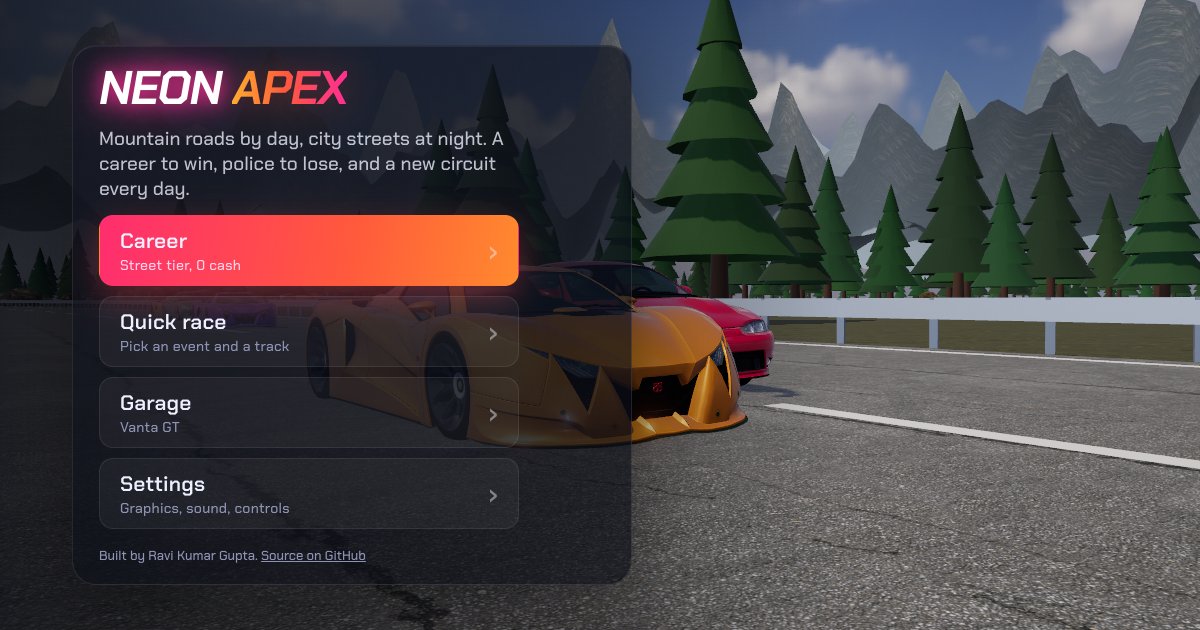 NEON APEX
Mountain roads by day, city streets at night. A
career to win, police to lose, and a new circuit
every day.
Career
Street tier, 0 cash
Quick race
Pick an event and a track
Garage
Vanta GT
Settings
Graphics, sound, controls
Built by Ravi Kumar Gupta. Source on GitHub